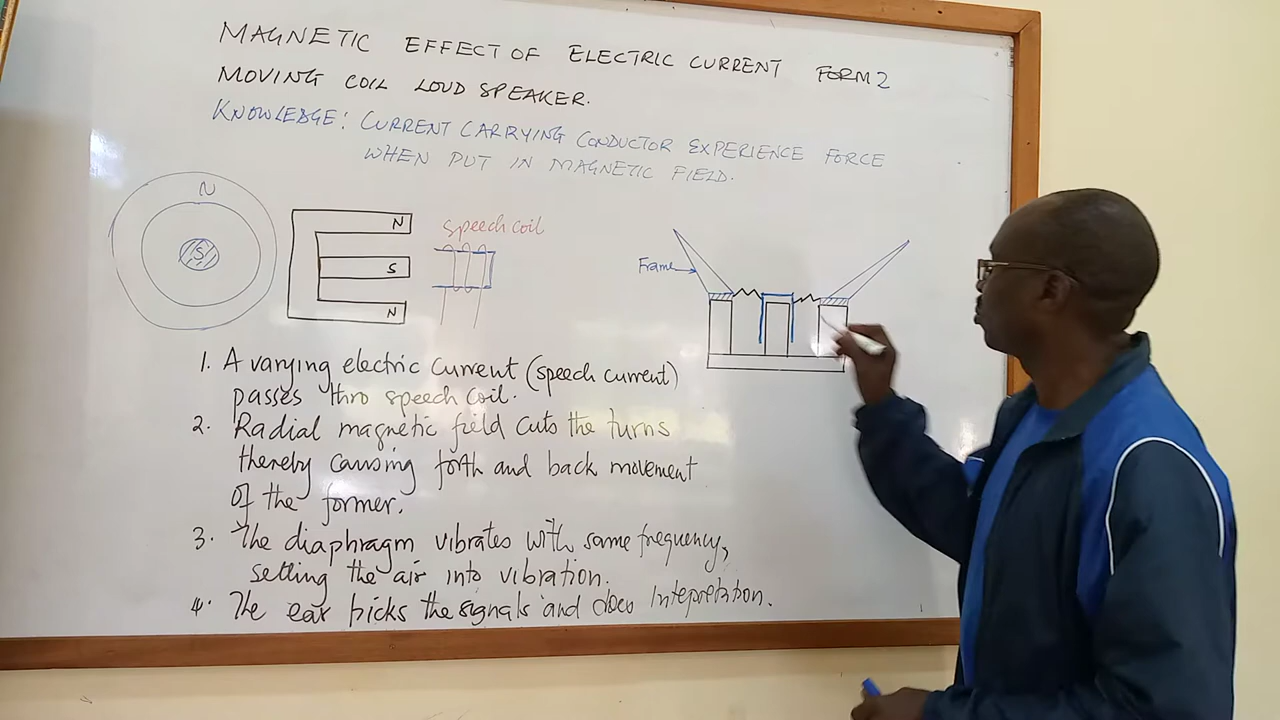 MAGNETIC EFFECT OF ELECTRIC CURRENT FORM 2
MOVING COIL LOUD SPEAKER.
KNOWLEDGE: CURRENT CARRYING CONDUCTOR EXPERIENCE FORCE
WHEN PUT IN MAGNETIC FIELD.
N
S
N
S
N
speech coil
Frame
1. A varying electric current (speech current)
passes thro speech coil.
2. Radial magnetic field cuts the turns
thereby causing forth and back movement
of the former.
3. The diaphragm vibrates with same frequency,
setting the air into vibration.
4. The ear picks the signals and does